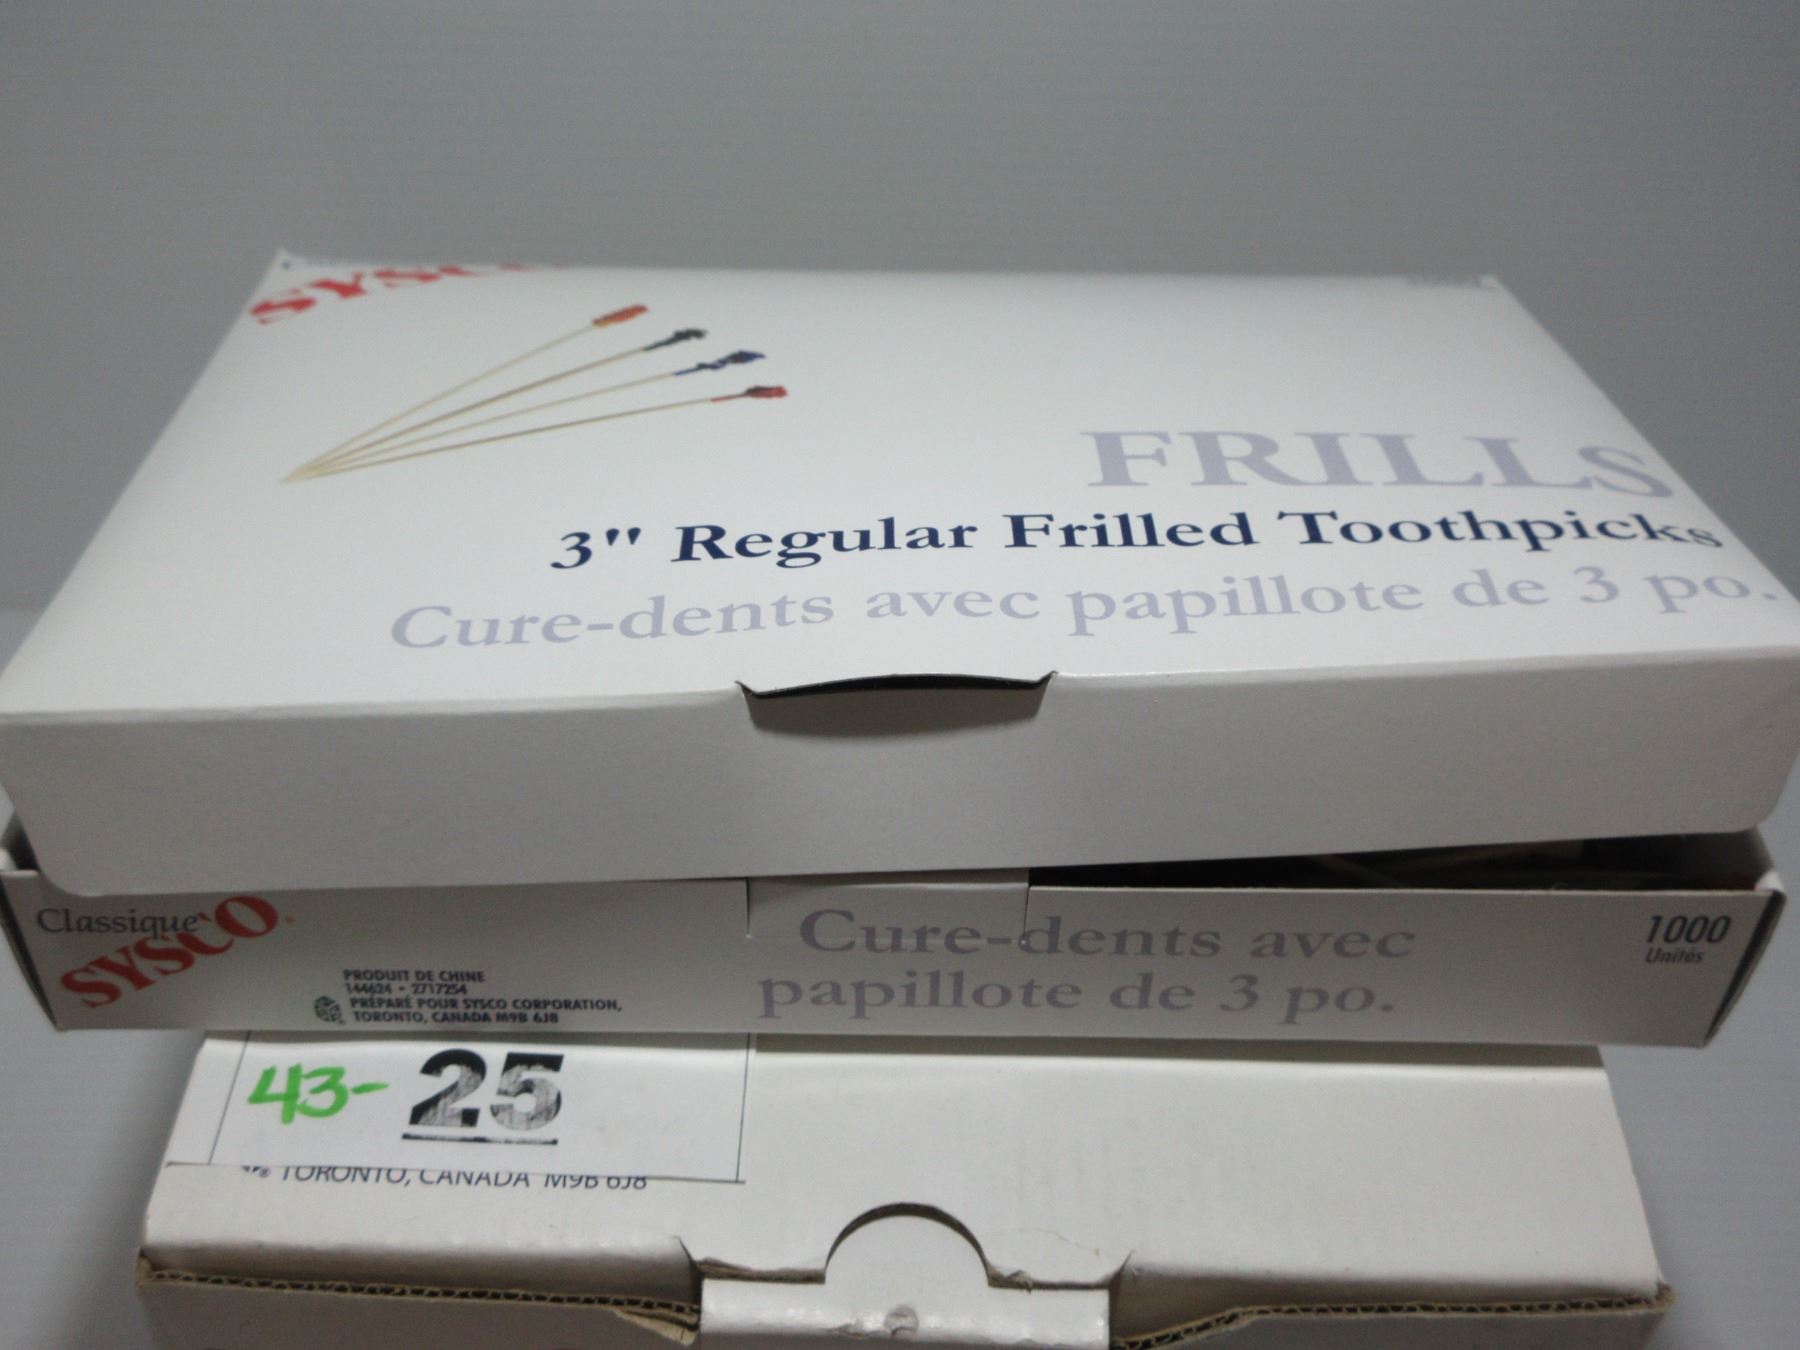 SYSCO
FRILLS
3" Regular Frilled Toothpicks
Cure-dents avec papillote de 3 po.
Classique
SYSCO
PRODUIT DE CHINE
144624 • 2717254
PRÉPARÉ POUR SYSCO CORPORATION,
TORONTO, CANADA M9B 6J8
Cure-dents avec
papillote de 3 po.
1000
Unités
43- 25
TORONTO, CANADA M9B 6J8